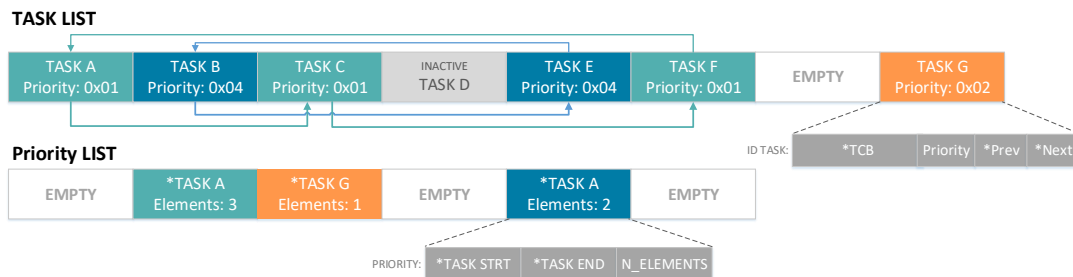 TASK LIST
TASK A
Priority: 0x01
TASK B
Priority: 0x04
TASK C
Priority: 0x01
INACTIVE
TASK D
TASK E
Priority: 0x04
TASK F
Priority: 0x01
EMPTY
TASK G
Priority: 0x02
ID TASK:
*TCB
Priority
*Prev
*Next
Priority LIST
EMPTY
*TASK A
Elements: 3
*TASK G
Elements: 1
EMPTY
*TASK A
Elements: 2
EMPTY
PRIORITY:
*TASK STRT
*TASK END
N_ELEMENTS